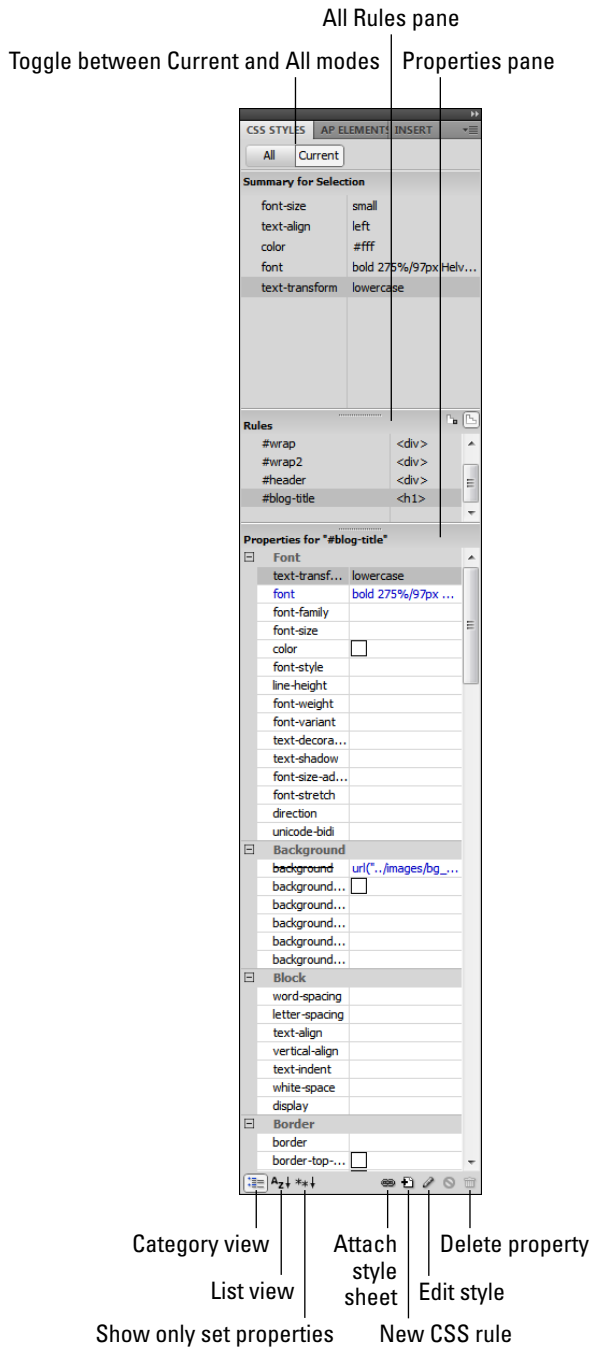 All Rules pane
Toggle between Current and All modes
Properties pane
CSS STYLES AP ELEMENTS INSERT
All Current
Summary for Selection
font-size small
text-align left
color #fff
font bold 275%/97px Helv...
text-transform lowercase
Rules
#wrap <div>
#wrap2 <div>
#header <div>
#blog-title <h1>
Properties for "#blog-title"
Font
text-transf... lowercase
font bold 275%/97px ...
font-family
font-size
color
font-style
line-height
font-weight
font-variant
text-decora...
text-shadow
font-size-ad...
font-stretch
direction
unicode-bidi
Background
background url("../images/bg_...
background...
background...
background...
background...
background...
Block
word-spacing
letter-spacing
text-align
vertical-align
text-indent
white-space
display
Border
border
border-top-...
Category view
List view
Show only set properties
Attach
style
sheet
New CSS rule
Edit style
Delete property